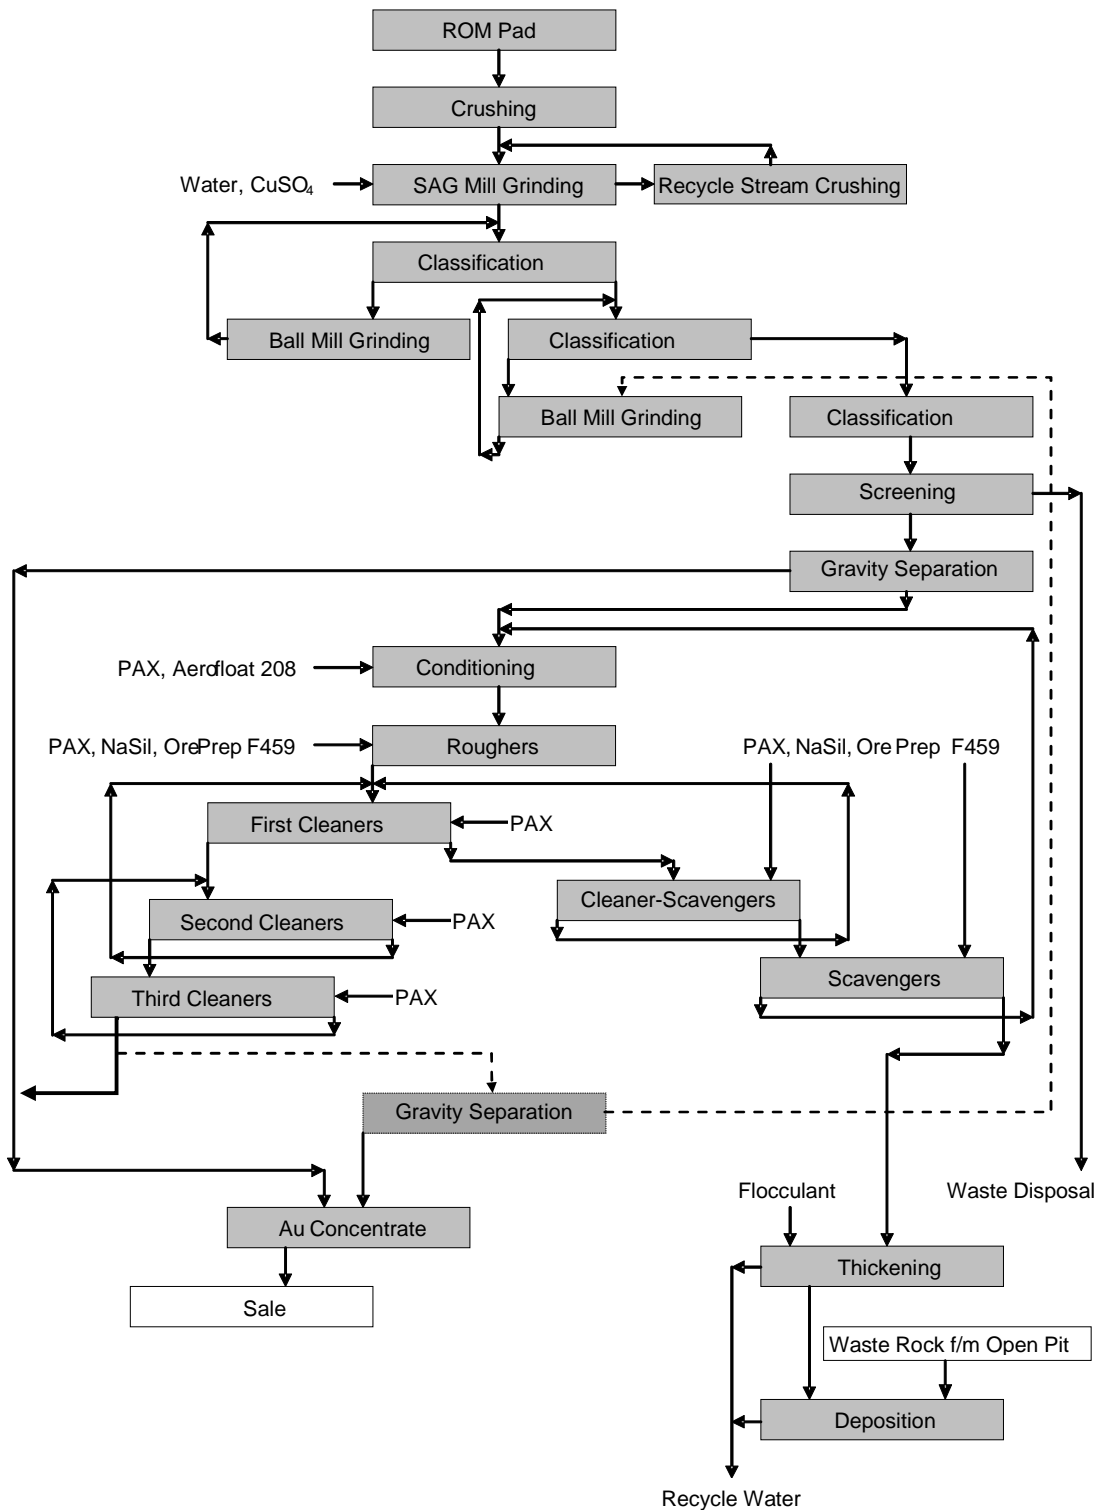 ROM Pad
Crushing
Water, CuSO₄
SAG Mill Grinding
Recycle Stream Crushing
Classification
Ball Mill Grinding
Classification
Ball Mill Grinding
Classification
Screening
Gravity Separation
PAX, Aerofloat 208
Conditioning
PAX, NaSil, OrePrep F459
Roughers
PAX, NaSil, Ore Prep F459
First Cleaners
PAX
Cleaner-Scavengers
Second Cleaners
PAX
Scavengers
Third Cleaners
PAX
Gravity Separation
Flocculant
Waste Disposal
Au Concentrate
Thickening
Sale
Waste Rock f/m Open Pit
Deposition
Recycle Water